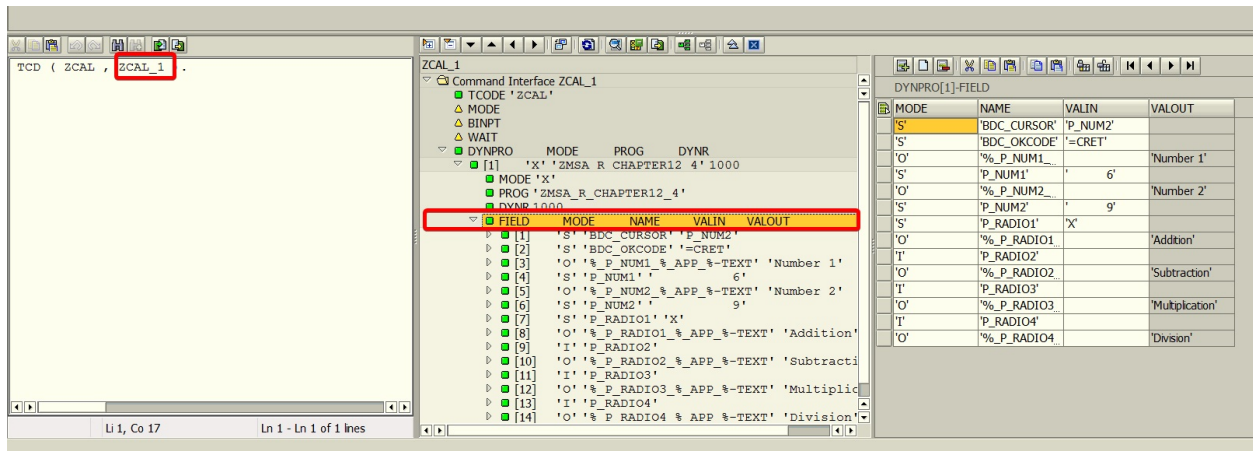 TCD ( ZCAL , ZCAL_1 ).
Li 1, Co 17 Ln 1 - Ln 1 of 1 lines
ZCAL_1
Command Interface ZCAL_1
TCODE 'ZCAL'
MODE
BINPT
WAIT
DYNPRO MODE PROG DYNR
[1] 'X' 'ZMSA_R_CHAPTER12_4' 1000
MODE 'X'
PROG 'ZMSA_R_CHAPTER12_4'
DYNR 1000
FIELD MODE NAME VALIN VALOUT
[1] 'S' 'BDC_CURSOR' 'P_NUM2'
[2] 'S' 'BDC_OKCODE' '=CRET'
[3] 'O' '%_P_NUM1_%_APP_%-TEXT' 'Number 1'
[4] 'S' 'P_NUM1' ' 6'
[5] 'O' '%_P_NUM2_%_APP_%-TEXT' 'Number 2'
[6] 'S' 'P_NUM2' ' 9'
[7] 'S' 'P_RADIO1' 'X'
[8] 'O' '%_P_RADIO1_%_APP_%-TEXT' 'Addition'
[9] 'I' 'P_RADIO2'
[10] 'O' '%_P_RADIO2_%_APP_%-TEXT' 'Subtracti
[11] 'I' 'P_RADIO3'
[12] 'O' '%_P_RADIO3_%_APP_%-TEXT' 'Multiplic
[13] 'I' 'P_RADIO4'
[14] 'O' '%_P_RADIO4_%_APP_%-TEXT' 'Division'
DYNPRO[1]-FIELD
MODE NAME VALIN VALOUT
'S' 'BDC_CURSOR' 'P_NUM2'
'S' 'BDC_OKCODE' '=CRET'
'O' '%_P_NUM1_... 'Number 1'
'S' 'P_NUM1' ' 6'
'O' '%_P_NUM2_... 'Number 2'
'S' 'P_NUM2' ' 9'
'S' 'P_RADIO1' 'X'
'O' '%_P_RADIO1... 'Addition'
'I' 'P_RADIO2'
'O' '%_P_RADIO2... 'Subtraction'
'I' 'P_RADIO3'
'O' '%_P_RADIO3... 'Multiplication'
'I' 'P_RADIO4'
'O' '%_P_RADIO4... 'Division'